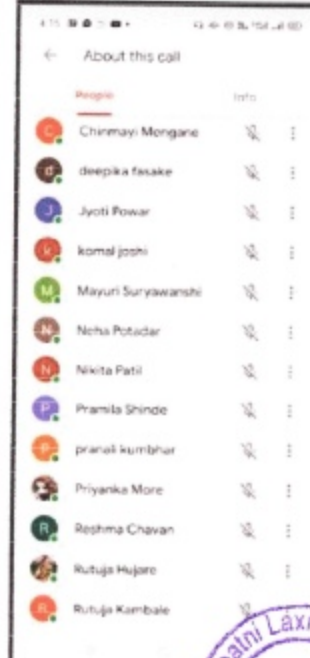 About this call
People Info
C Chinmayi Mengane
d deepika fasake
J Jyoti Powar
k komal joshi
M Mayuri Suryawanshi
N Neha Potadar
N Nikita Patil
P Pramila Shinde
P pranali kumbhar
Priyanka More
R Reshma Chavan
Rutuja Hujare
R Rutuja Kambale